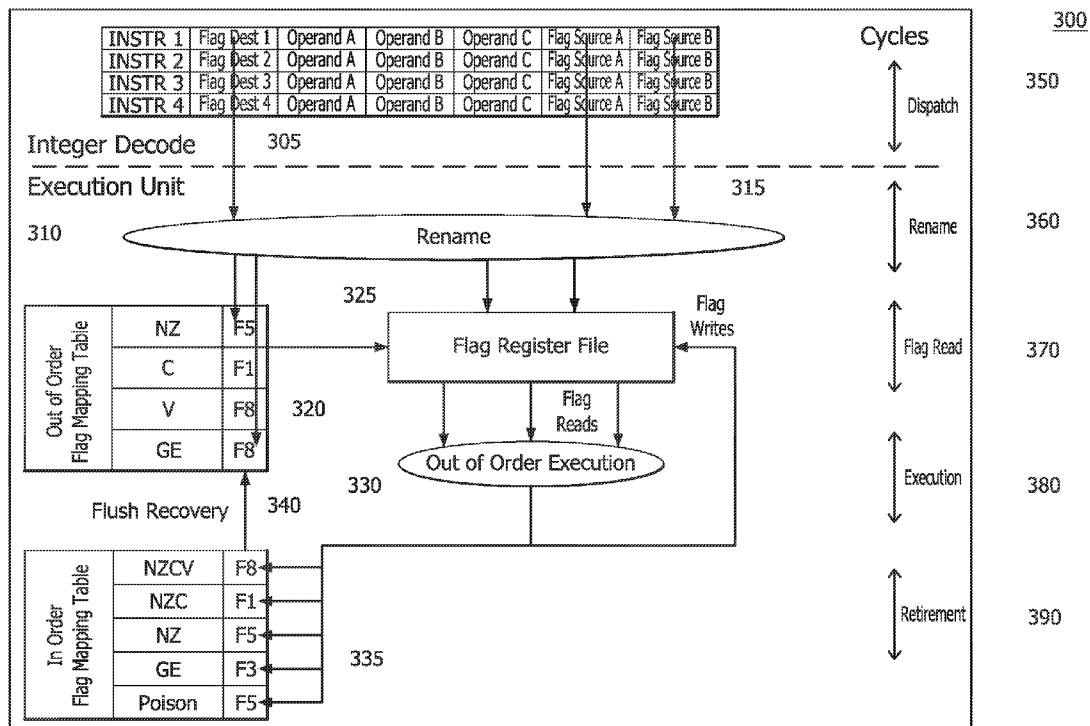 300
INSTR 1 Flag Dest 1 Operand A Operand B Operand C Flag Source A Flag Source B
INSTR 2 Flag Dest 2 Operand A Operand B Operand C Flag Source A Flag Source B
INSTR 3 Flag Dest 3 Operand A Operand B Operand C Flag Source A Flag Source B
INSTR 4 Flag Dest 4 Operand A Operand B Operand C Flag Source A Flag Source B
Cycles
Dispatch
350
Integer Decode
305
Execution Unit
315
310
Rename
Rename
360
325
Out of Order
Flag Mapping Table
NZ F5
C F1
V F8
GE F8
320
Flag Register File
Flag
Writes
Flag Read
370
Flag
Reads
Out of Order Execution
330
Execution
380
Flush Recovery
340
In Order
Flag Mapping Table
NZCV F8
NZC F1
NZ F5
GE F3
Poison F5
335
Retirement
390